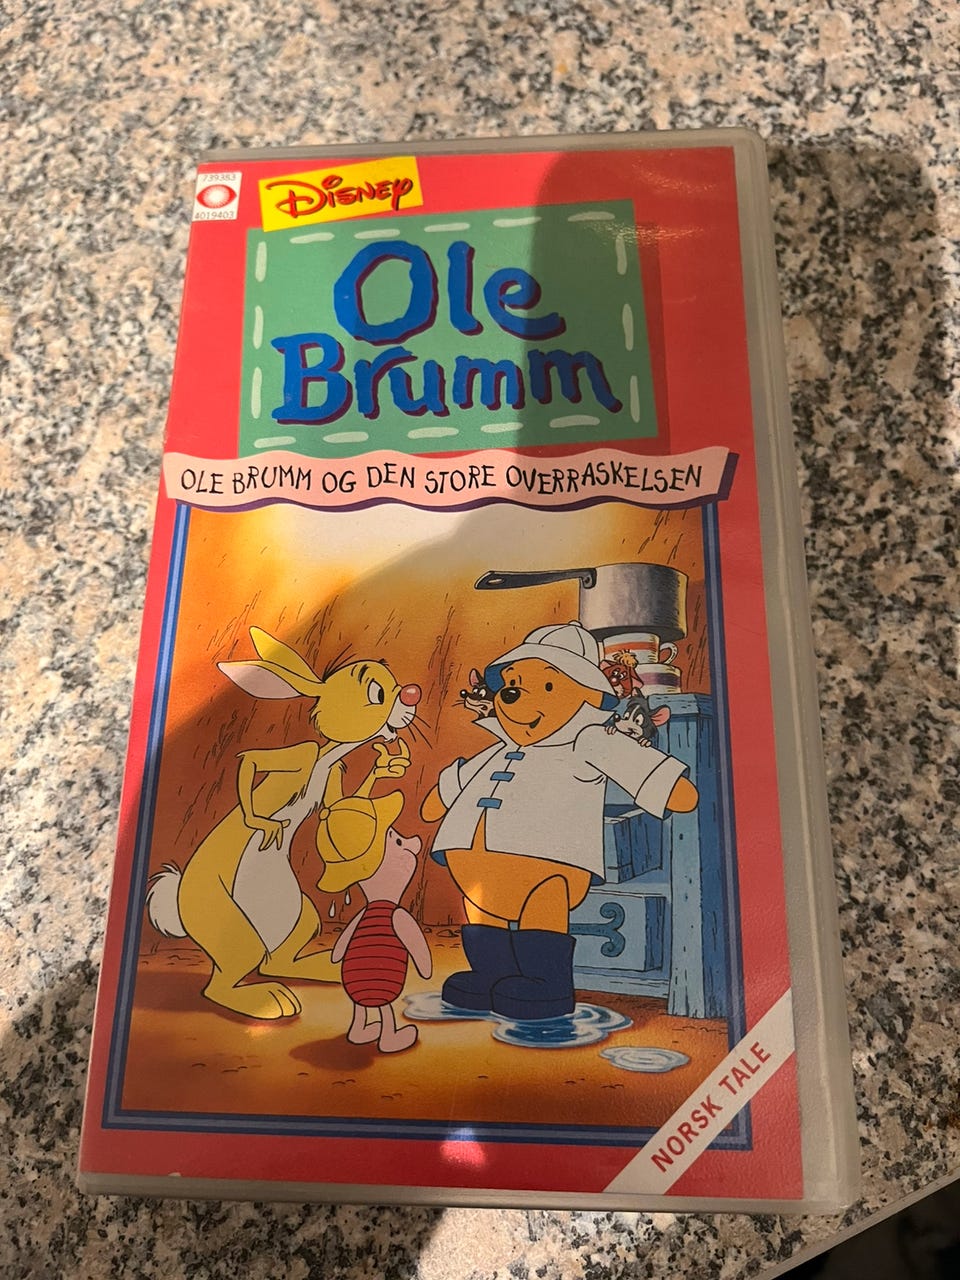 739383
4019403
Disney
Ole
Brumm
OLE BRUMM OG DEN STORE OVERRASKELSEN
NORSK TALE